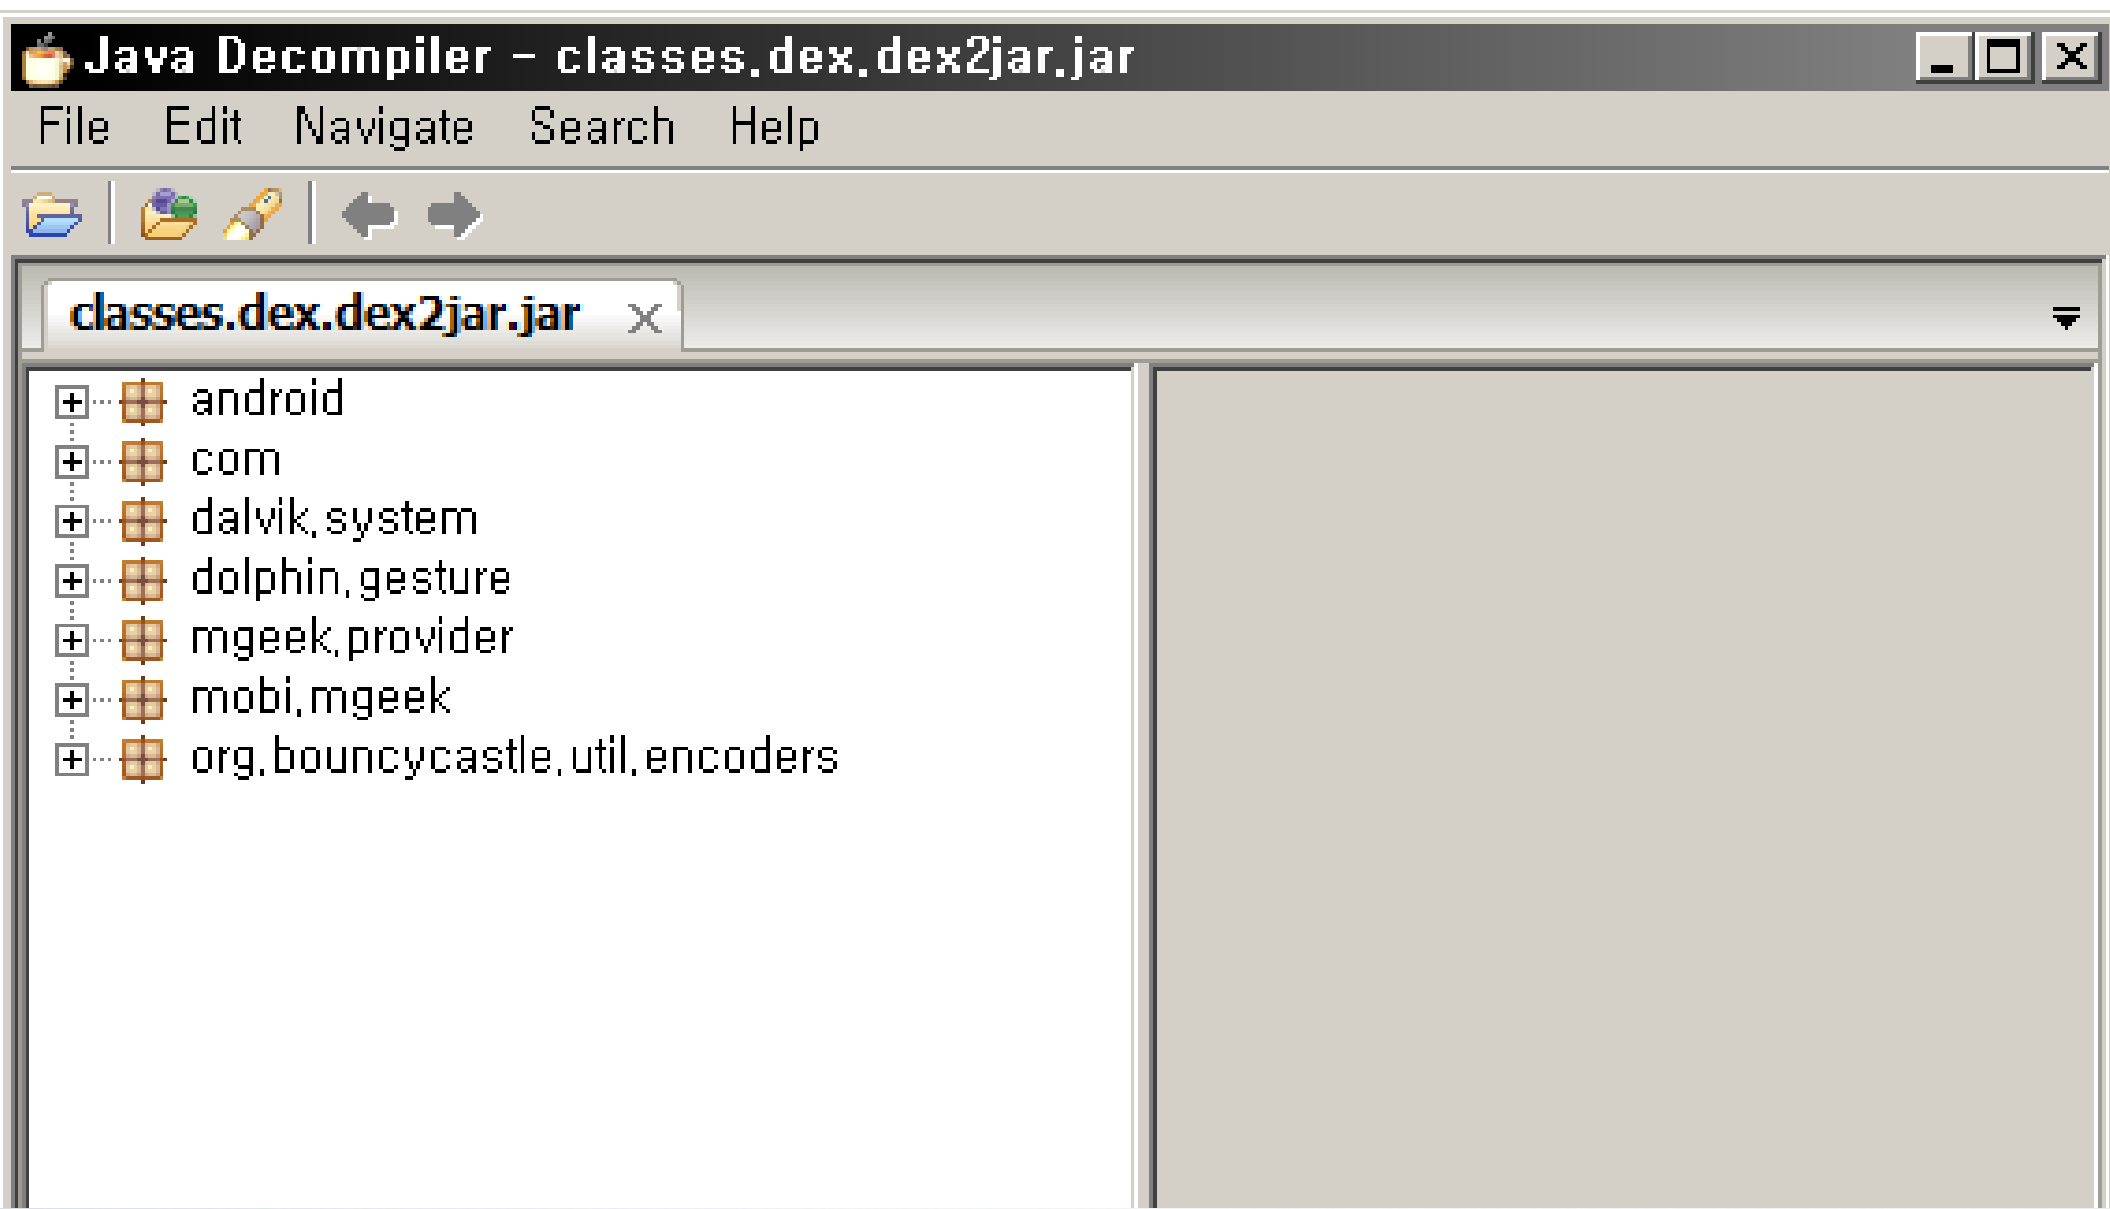 Java Decompiler - classes.dex.dex2jar.jar
File Edit Navigate Search Help
classes.dex.dex2jar.jar
android
com
dalvik.system
dolphin.gesture
mgeek.provider
mobi.mgeek
org.bouncycastle.util.encoders